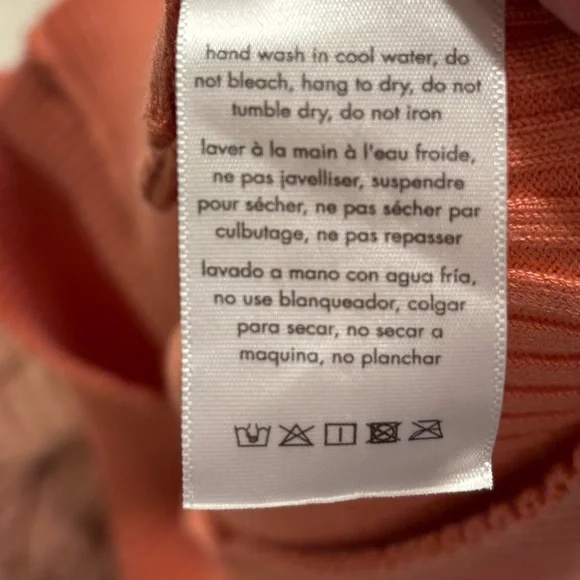 hand wash in cool water, do
not bleach, hang to dry, do not
tumble dry, do not iron
laver à la main à l'eau froide,
ne pas javelliser, suspendre
pour sécher, ne pas sécher par
culbutage, ne pas repasser
lavado a mano con agua fría,
no use blanqueador, colgar
para secar, no secar a
maquina, no planchar